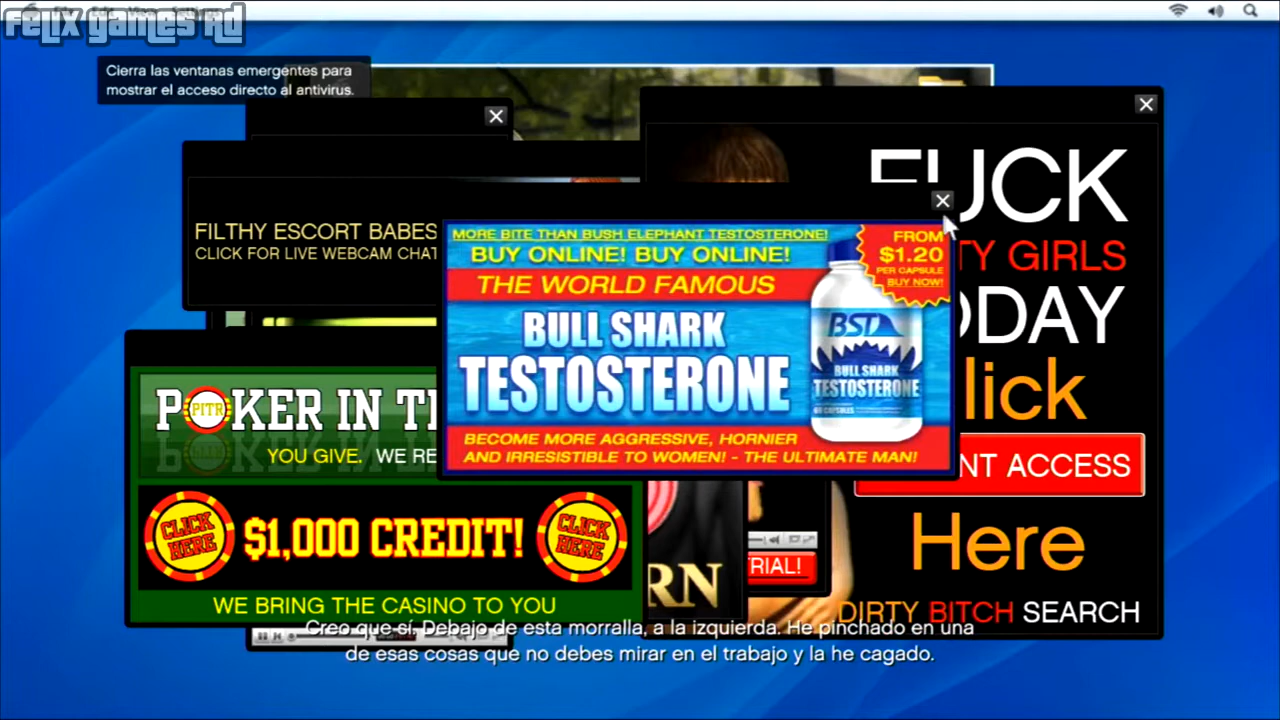 FELIX GAMES RD
Cierra las ventanas emergentes para
mostrar el acceso directo al antivirus.
FUCK
TY GIRLS
ODAY
lick
NT ACCESS
Here
DIRTY BITCH SEARCH
FILTHY ESCORT BABES
CLICK FOR LIVE WEBCAM CHAT
MORE BITE THAN BUSH ELEPHANT TESTOSTERONE!
BUY ONLINE! BUY ONLINE!
THE WORLD FAMOUS
BULL SHARK
TESTOSTERONE
FROM
$1.20
PER CAPSULE
BUY NOW!
BST
BULL SHARK
TESTOSTERONE
CAPSULES
BECOME MORE AGGRESSIVE, HORNIER
AND IRRESISTIBLE TO WOMEN! - THE ULTIMATE MAN!
POKER IN T
PITR
YOU GIVE. WE RE
CLICK
HERE
$1,000 CREDIT!
CLICK
HERE
WE BRING THE CASINO TO YOU
RN
RIAL!
Creo que sí. Debajo de esta morralla, a la izquierda. He pinchado en una
de esas cosas que no debes mirar en el trabajo y la he cagado.